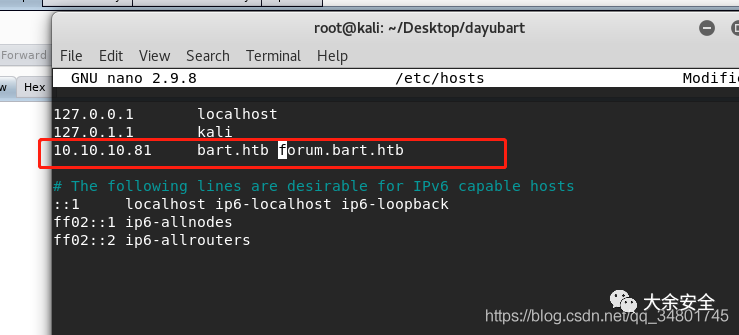 root@kali: ~/Desktop/dayubart
Forward
File Edit View Search Terminal Help
GNU nano 2.9.8 /etc/hosts Modifie
w Hex
127.0.0.1 localhost
127.0.1.1 kali
10.10.10.81 bart.htb forum.bart.htb
# The following lines are desirable for IPv6 capable hosts
::1 localhost ip6-localhost ip6-loopback
ff02::1 ip6-allnodes
ff02::2 ip6-allrouters
大余安全
https://blog.csdn.net/qq_34801745